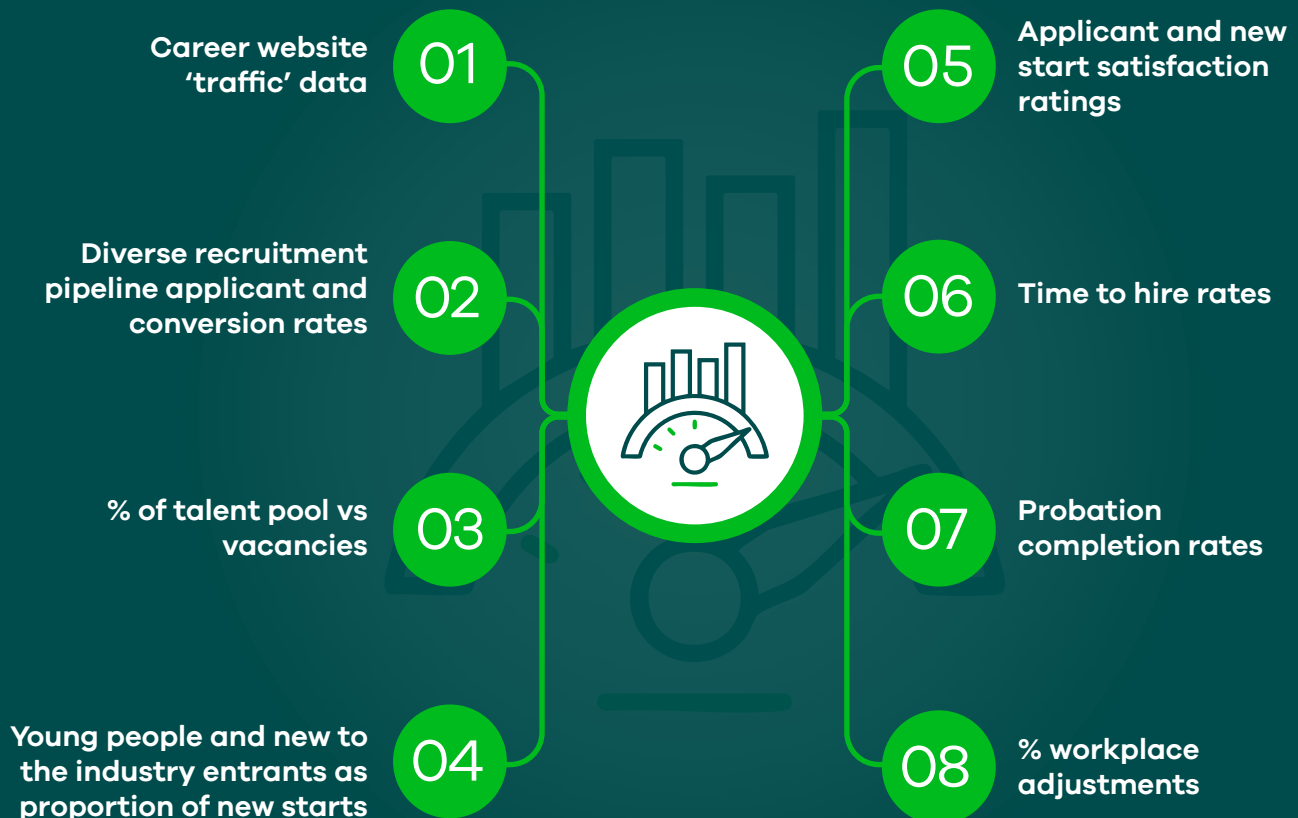 01
Career website
‘traffic’ data
02
Diverse recruitment
pipeline applicant and
conversion rates
03
% of talent pool vs
vacancies
04
Young people and new to
the industry entrants as
proportion of new starts
05
Applicant and new
start satisfaction
ratings
06
Time to hire rates
07
Probation
completion rates
08
% workplace
adjustments